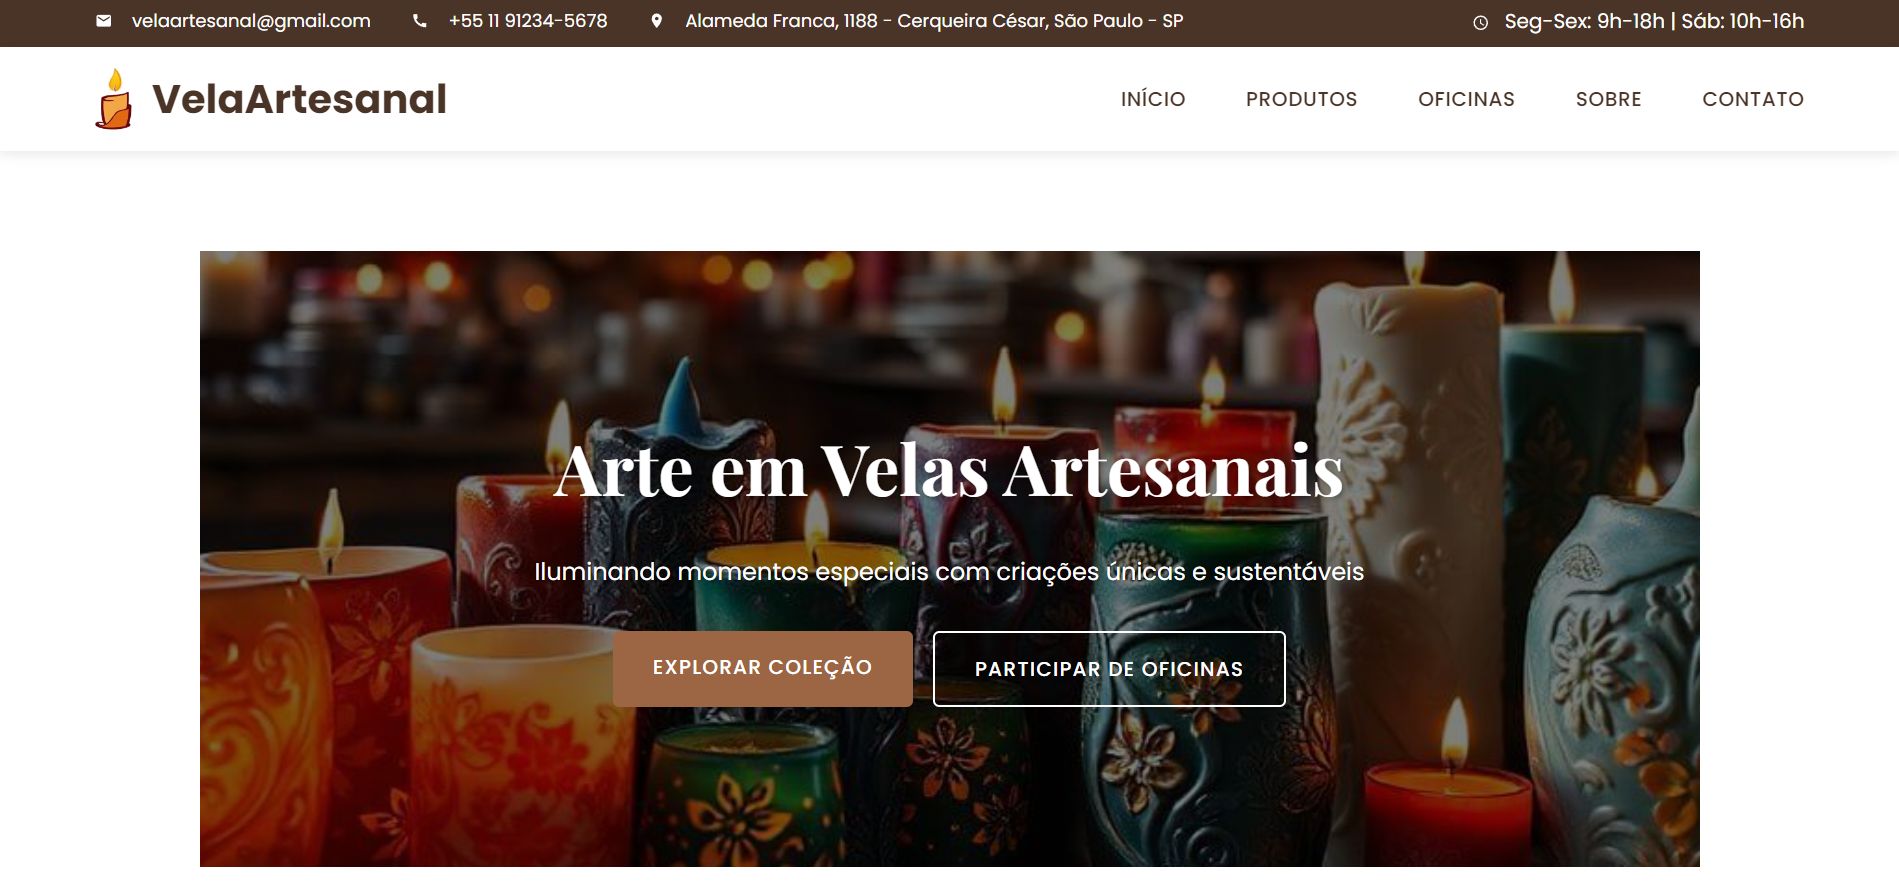 velaartesanal@gmail.com
+55 11 91234-5678
Alameda Franca, 1188 - Cerqueira César, São Paulo - SP
Seg-Sex: 9h-18h | Sáb: 10h-16h
VelaArtesanal
INÍCIO
PRODUTOS
OFICINAS
SOBRE
CONTATO
Arte em Velas Artesanais
Iluminando momentos especiais com criações únicas e sustentáveis
EXPLORAR COLEÇÃO
PARTICIPAR DE OFICINAS